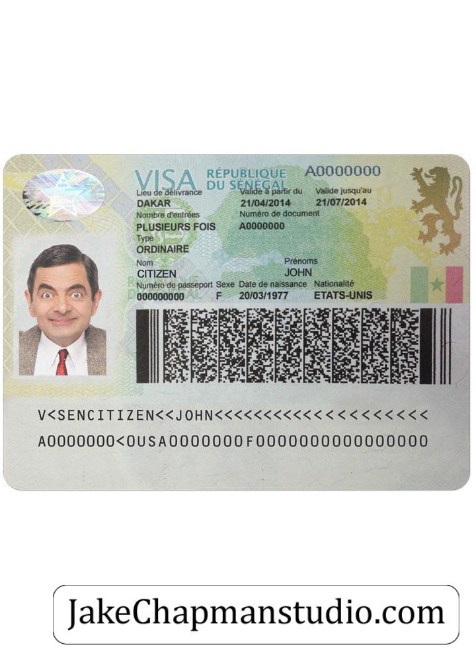 VISA RÉPUBLIQUE DU SÉNÉGAL A0000000
Lieu de délivrance Valide à partir du Valide jusqu'au
DAKAR 21/04/2014 21/07/2014
Nombre d'entrées Numéro de document
PLUSIEURS FOIS A0000000
Type
ORDINAIRE
Nom Prénoms
CITIZEN JOHN
Numéro de passeport Sexe Date de naissance Nationalité
000000000 F 20/03/1977 ETATS-UNIS
V<SENCITIZEN<<JOHN<<<<<<<<<<<<<<<<<<<<<
A0000000<0USA0000000F0000000000000000
JakeChapmanstudio.com